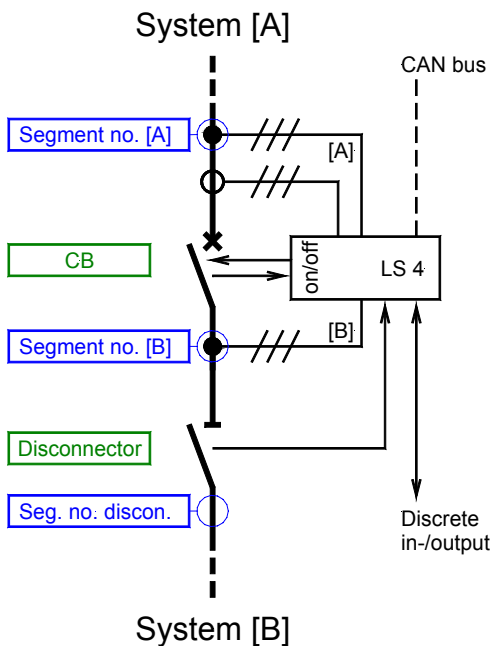 System [A]
CAN bus
Segment no. [A]
[A]
CB
on/off
LS 4
Segment no. [B]
[B]
Disconnector
Seg. no. discon.
Discrete
in-/output
System [B]